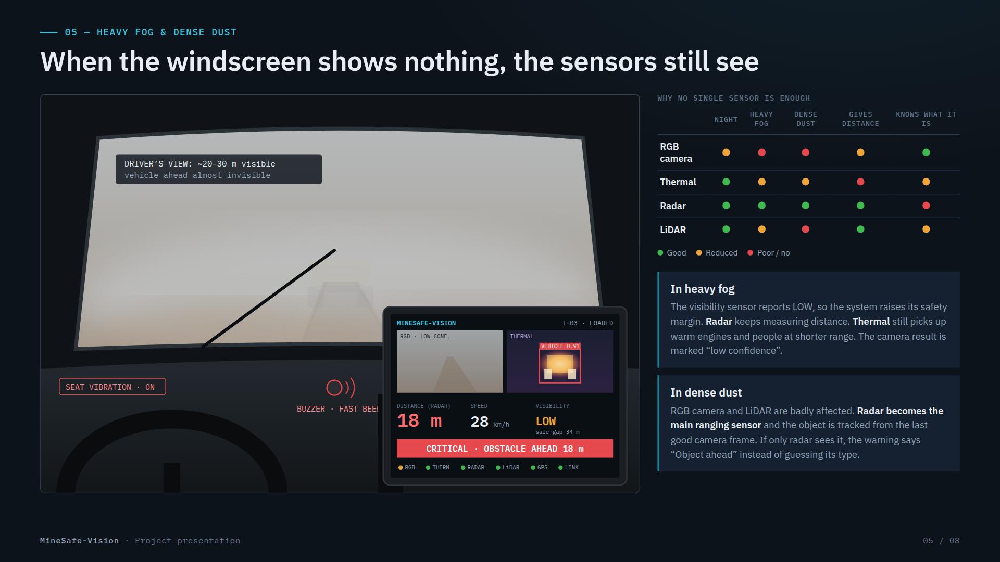 05 — HEAVY FOG & DENSE DUST
When the windscreen shows nothing, the sensors still see
DRIVER’S VIEW: ~20–30 m visible
vehicle ahead almost invisible
SEAT VIBRATION · ON
BUZZER · FAST
MINESAFE-VISION
T-03 · LOADED
RGB · LOW CONF.
THERMAL
VEHICLE 0.91
DISTANCE (RADAR)
SPEED
VISIBILITY
18 m
28 km/h
LOW
safe gap 34 m
CRITICAL · OBSTACLE AHEAD 18 m
RGB
THERM
RADAR
LiDAR
GPS
LINK
WHY NO SINGLE SENSOR IS ENOUGH
NIGHT
HEAVY
FOG
DENSE
DUST
GIVES
DISTANCE
KNOWS WHAT IT
IS
RGB
camera
Thermal
Radar
LiDAR
Good
Reduced
Poor / no
In heavy fog
The visibility sensor reports LOW, so the system raises its safety
margin. Radar keeps measuring distance. Thermal still picks up
warm engines and people at shorter range. The camera result is
marked “low confidence”.
In dense dust
RGB camera and LiDAR are badly affected. Radar becomes the
main ranging sensor and the object is tracked from the last
good camera frame. If only radar sees it, the warning says
“Object ahead” instead of guessing its type.
MineSafe-Vision · Project presentation
05 / 08